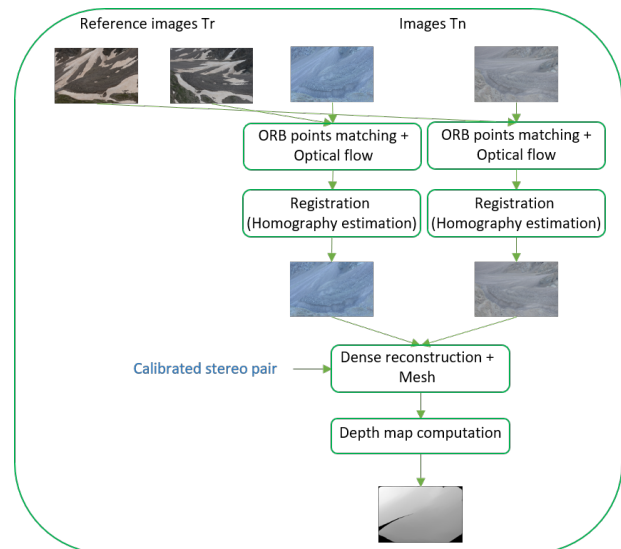 Reference images Tr
Images Tn
ORB points matching +
Optical flow
ORB points matching +
Optical flow
Registration
(Homography estimation)
Registration
(Homography estimation)
Calibrated stereo pair
Dense reconstruction +
Mesh
Depth map computation